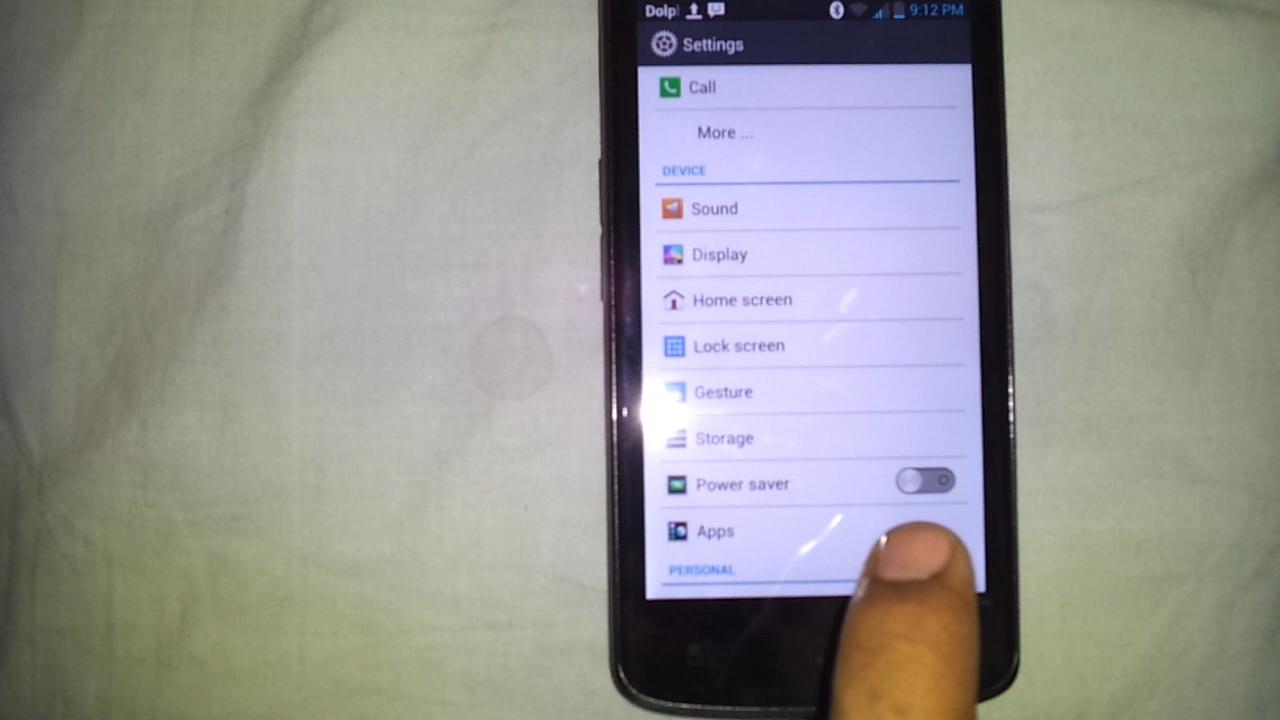 Dolp 9:12 PM
Settings
Call
More ...
DEVICE
Sound
Display
Home screen
Lock screen
Gesture
Storage
Power saver
Apps
PERSONAL